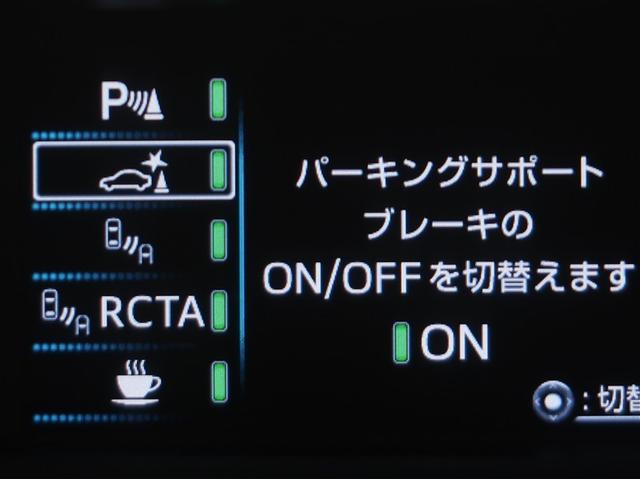 P
RCTA
パーキングサポート
ブレーキの
ON/OFFを切替えます
ON
:切替